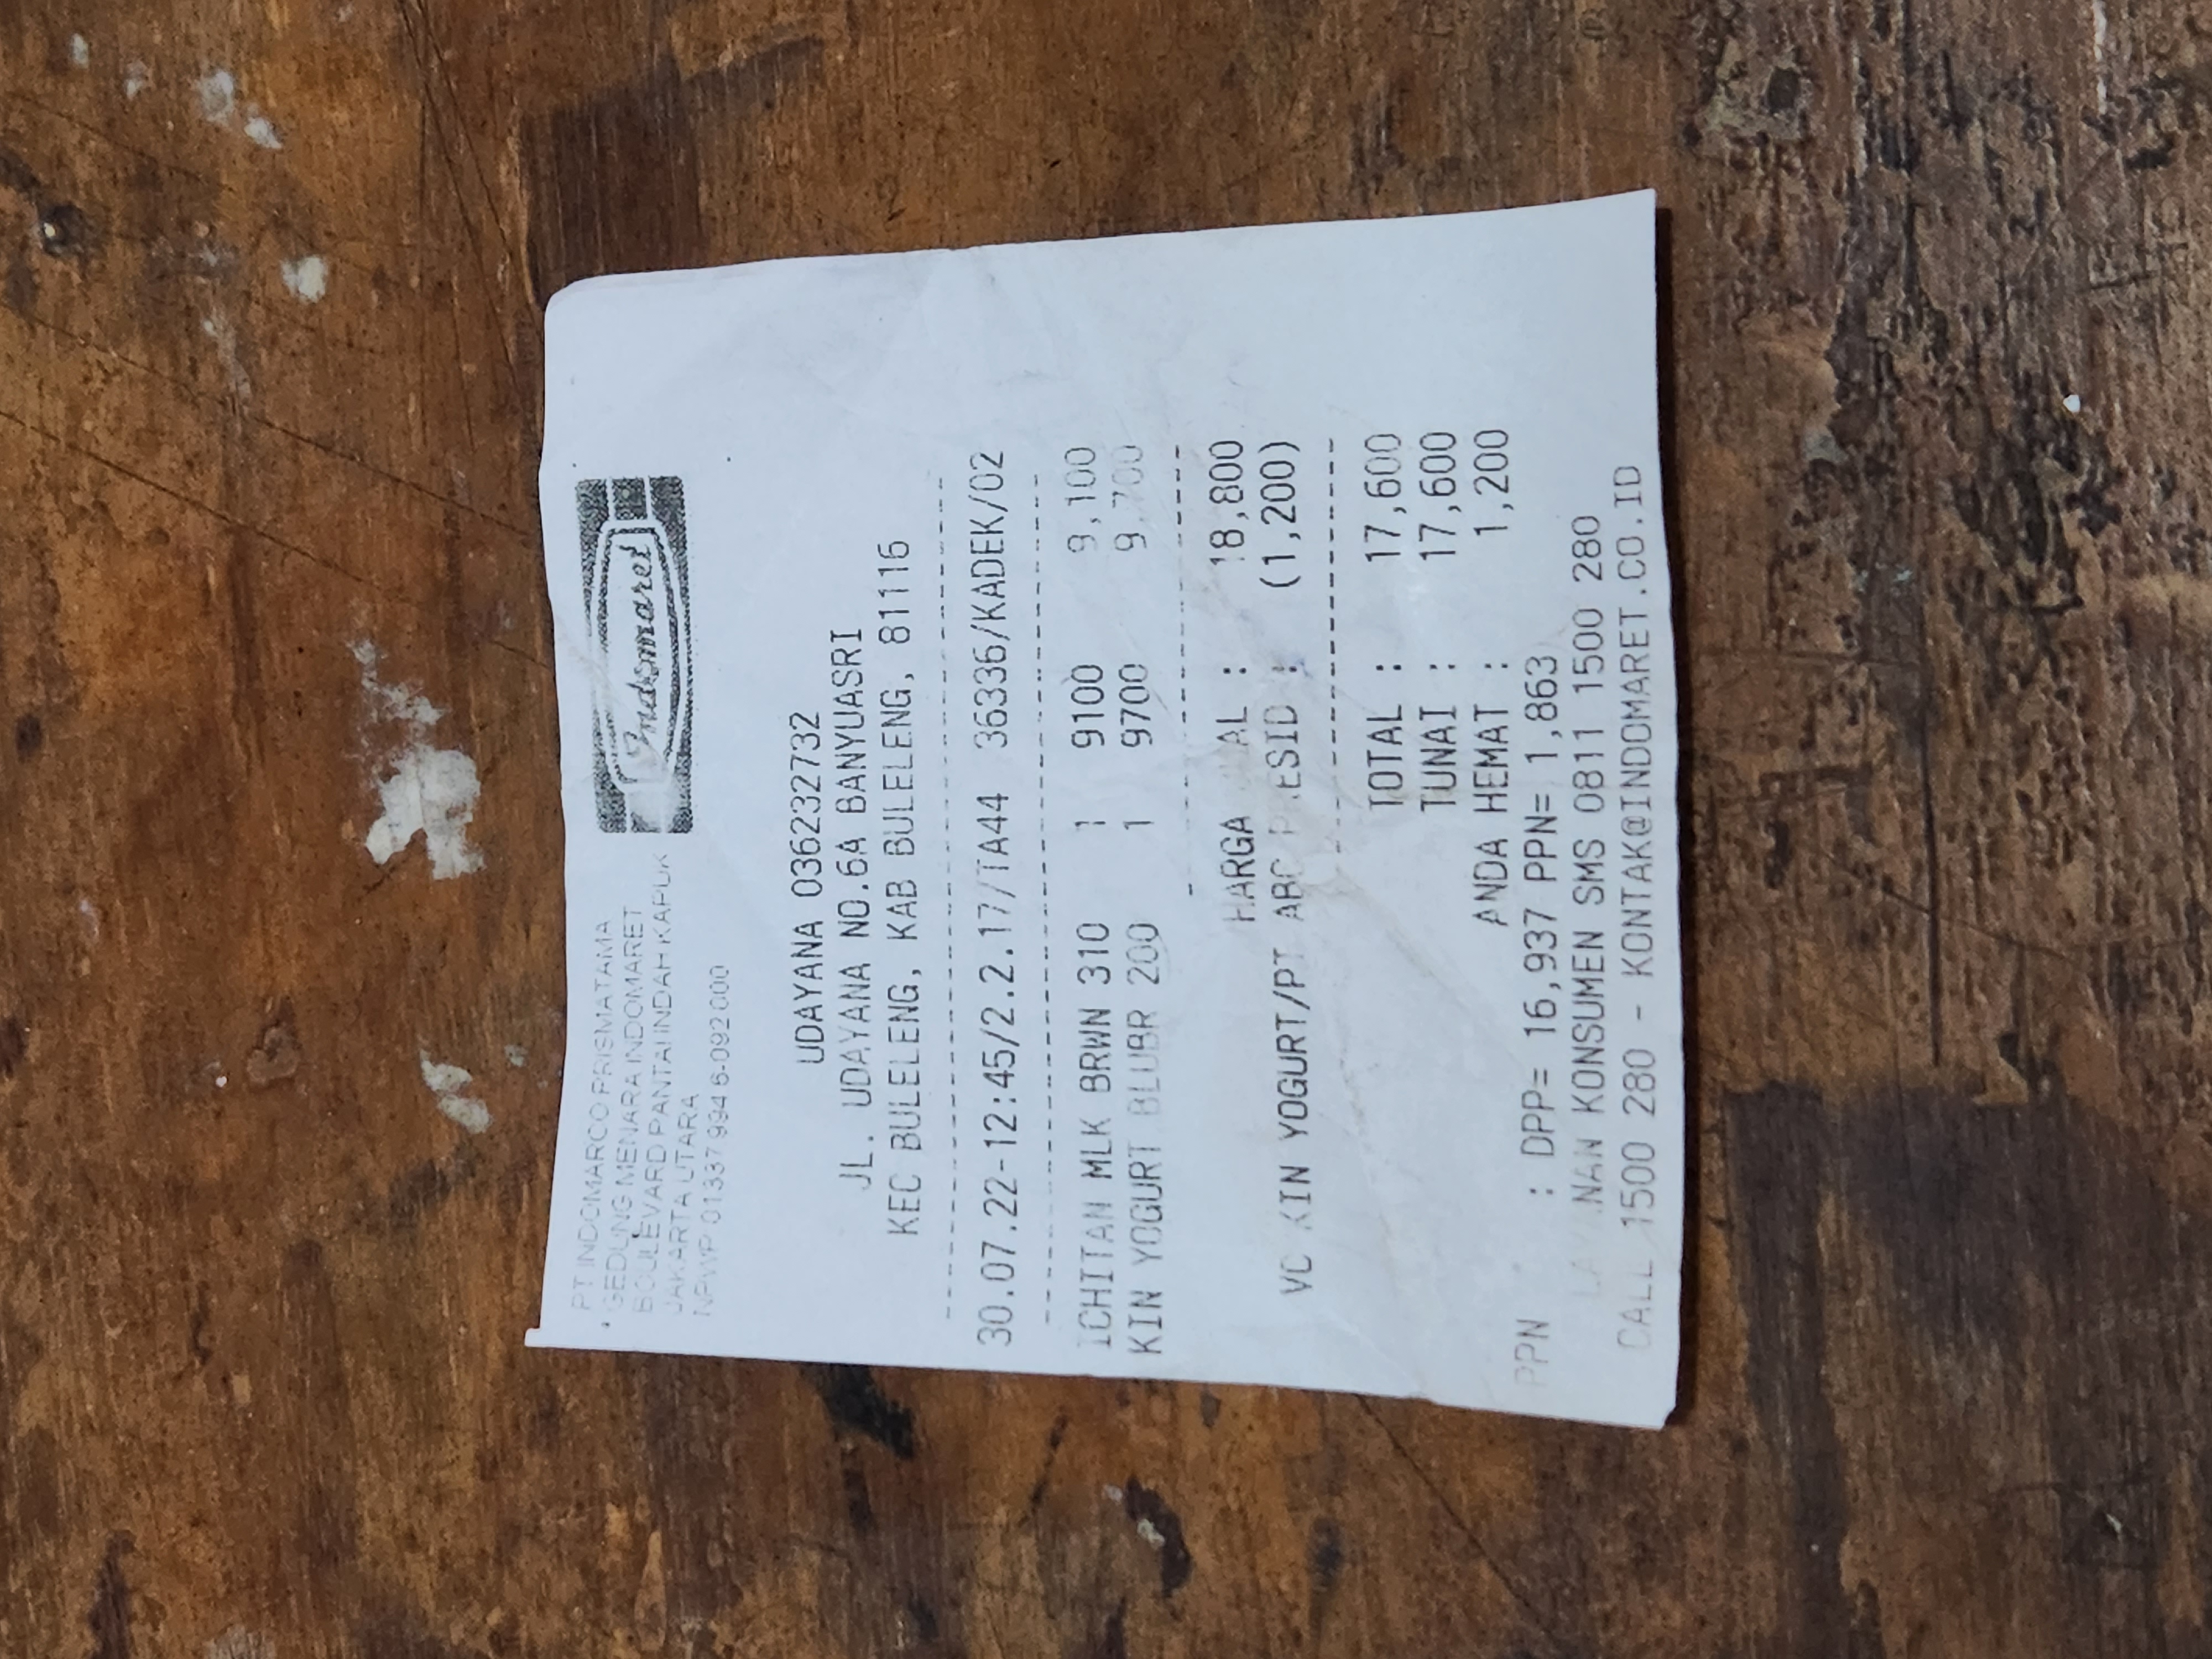 PT INDOMARCO PRISMATAMA
GEDUNG MENARA INDOMARET
BOULEVARD PANTAI INDAH KAPUK
JAKARTA UTARA
NPWP 01 337 994 6-092 000
Indomaret
UDAYANA 036232732
JL. UDAYANA NO.6A BANYUASRI
KEC BULELENG, KAB BULELENG, 81116
30.07.22-12:45/2.2.17/TA44 36336/KADEK/02
ICHITAN MLK BRWN 310 1 9100 9,100
KIN YOGURT BLUBR 200 1 9700 9,700
HARGA : 18,800
VC KIN YOGURT/PT ABC PRESID : (1,200)
TOTAL : 17,600
TUNAI : 17,600
ANDA HEMAT : 1,200
PPN : DPP= 16,937 PPN= 1,863
LAYANAN KONSUMEN SMS 0811 1500 280
CALL 1500 280 - KONTAK@INDOMARET.CO.ID